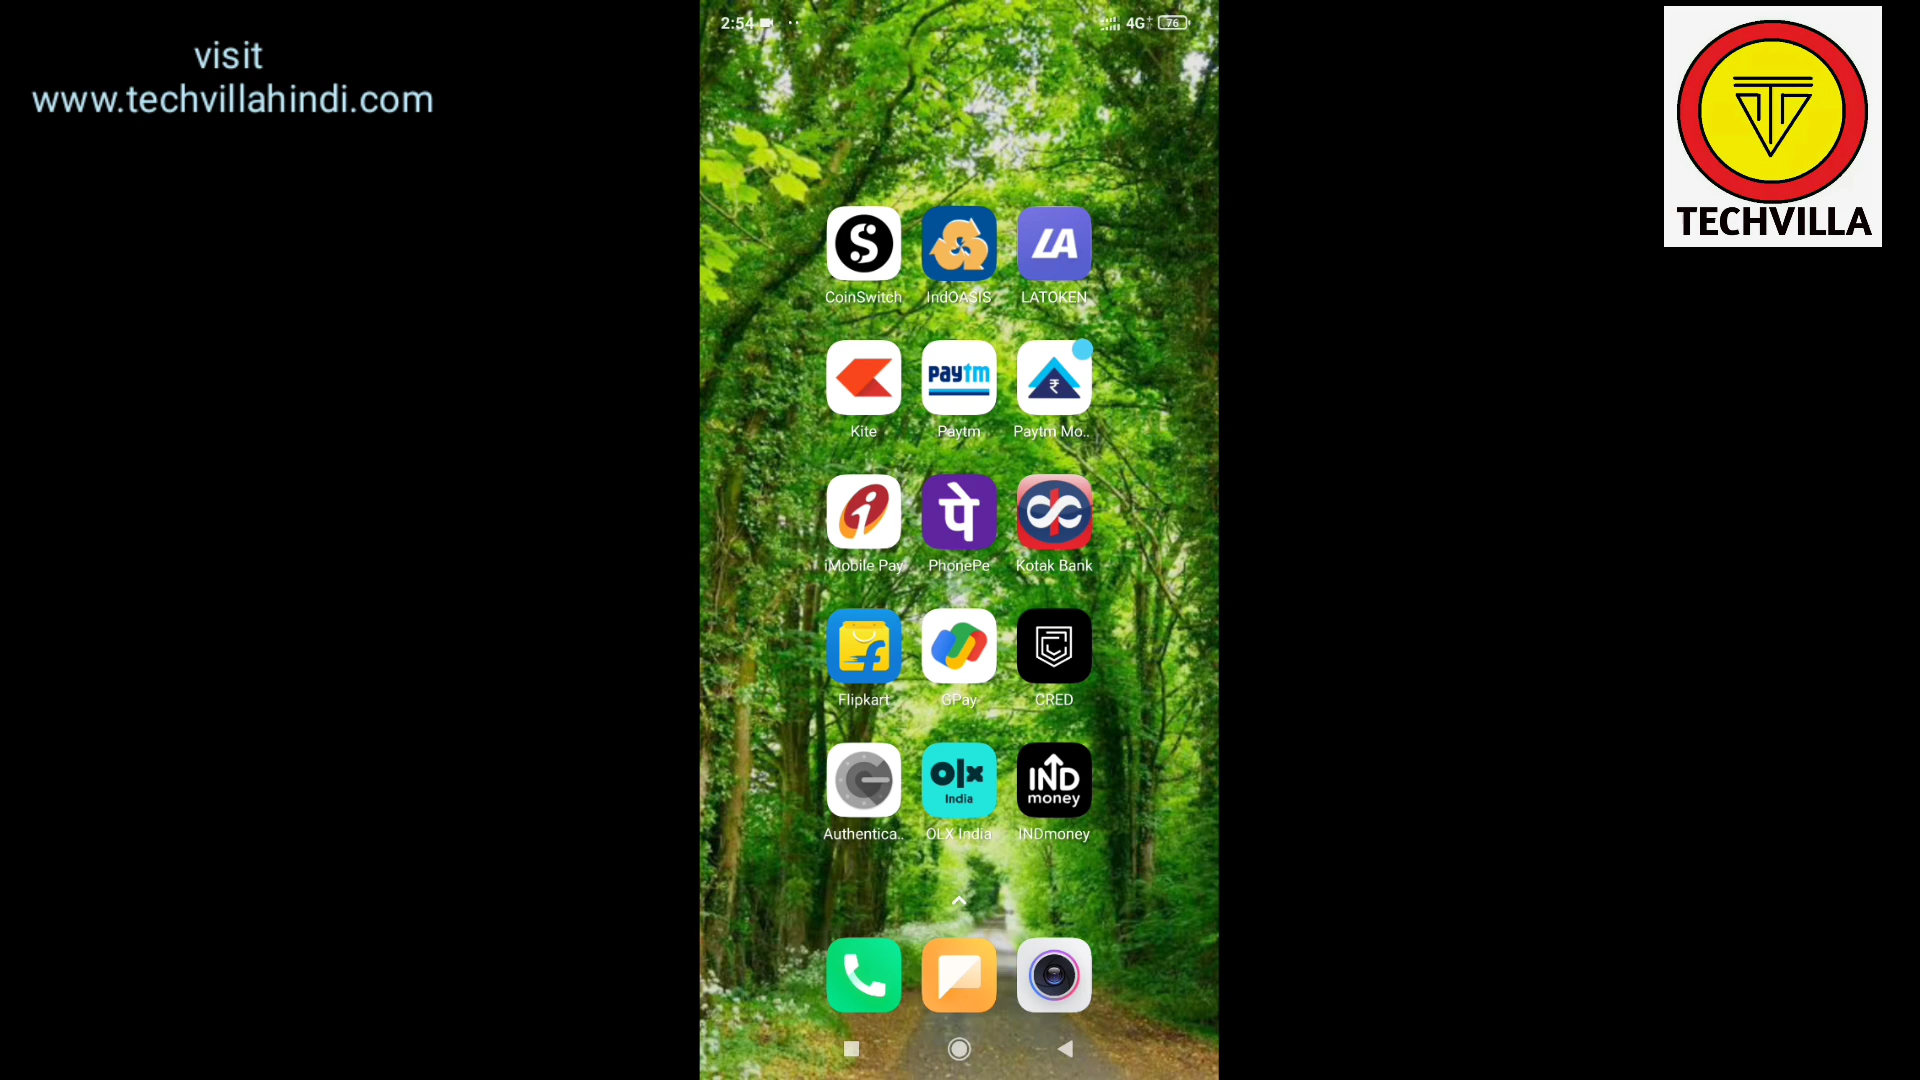 visit
www.techvillahindi.com
TECHVILLA
2:54
4G+ 76
CoinSwitch IndOASIS LATOKEN
LA
paytm
₹
Kite Paytm Paytm Mo..
i पे
iMobile Pay PhonePe Kotak Bank
Flipkart GPay CRED
olx
India
IND
money
Authentica.. OLX India INDmoney